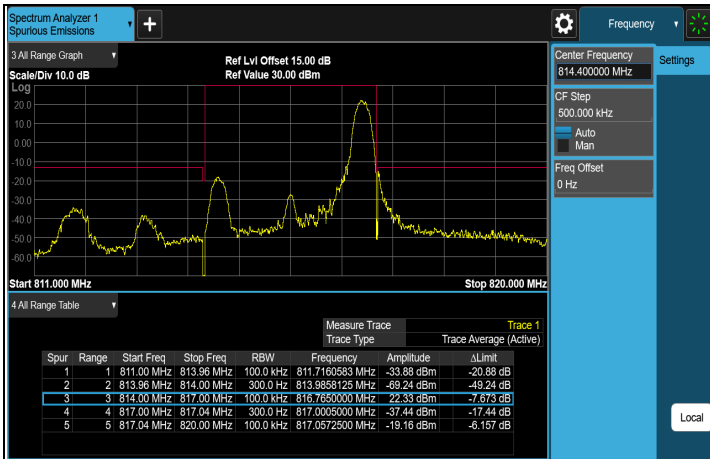 Spectrum Analyzer 1
Spurious Emissions
Frequency
3 All Range Graph
Ref Lvl Offset 15.00 dB
Scale/Div 10.0 dB
Ref Value 30.00 dBm
Log
20.0
10.0
0.00
-10.0
-20.0
-30.0
-40.0
-50.0
-60.0
Start 811.000 MHz
Stop 820.000 MHz
Center Frequency
814.400000 MHz
Settings
CF Step
500.000 kHz
Auto
Man
Freq Offset
0 Hz
Local
4 All Range Table
Measure Trace Trace 1
Trace Type Trace Average (Active)
Spur Range Start Freq Stop Freq RBW Frequency Amplitude ΔLimit
1 1 811.00 MHz 813.96 MHz 100.0 kHz 811.7160583 MHz -33.88 dBm -20.88 dB
2 2 813.96 MHz 814.00 MHz 300.0 Hz 813.9858125 MHz -69.24 dBm -49.24 dB
3 3 814.00 MHz 817.00 MHz 100.0 kHz 816.7650000 MHz 22.33 dBm -7.673 dB
4 4 817.00 MHz 817.04 MHz 300.0 Hz 817.0005000 MHz -37.44 dBm -17.44 dB
5 5 817.04 MHz 820.00 MHz 100.0 kHz 817.0572500 MHz -19.16 dBm -6.157 dB